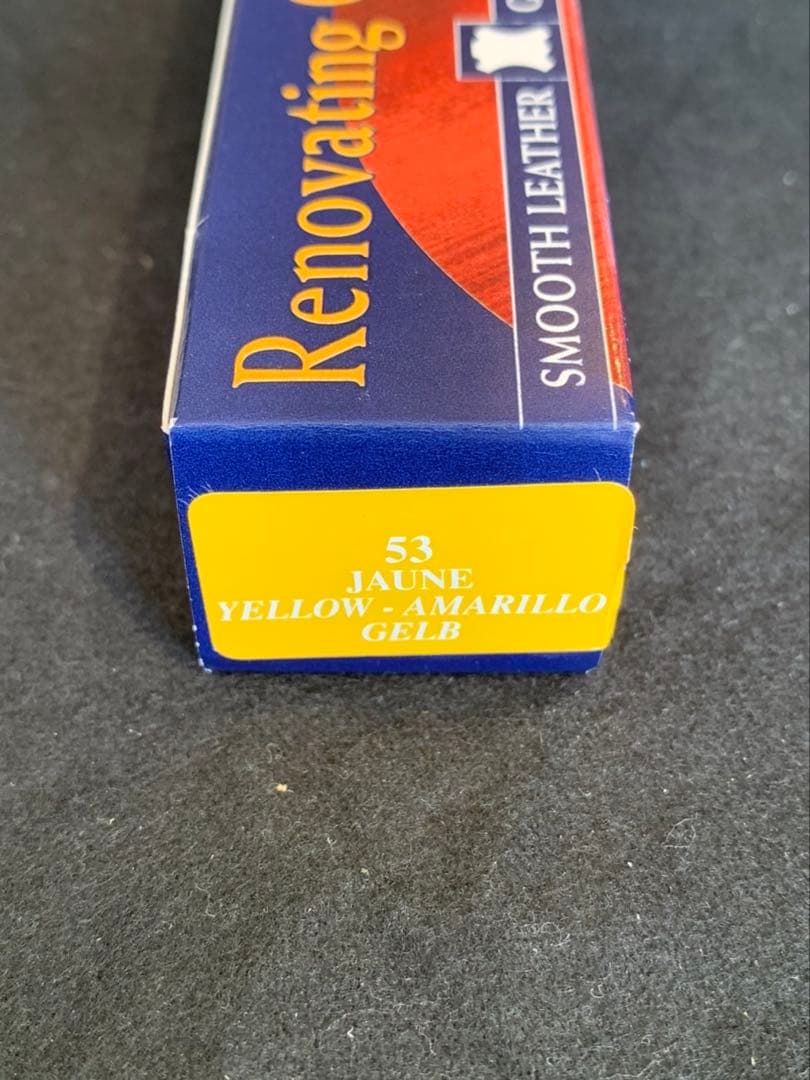 Renovating
SMOOTH LEATHER
53
JAUNE
YELLOW - AMARILLO
GELB